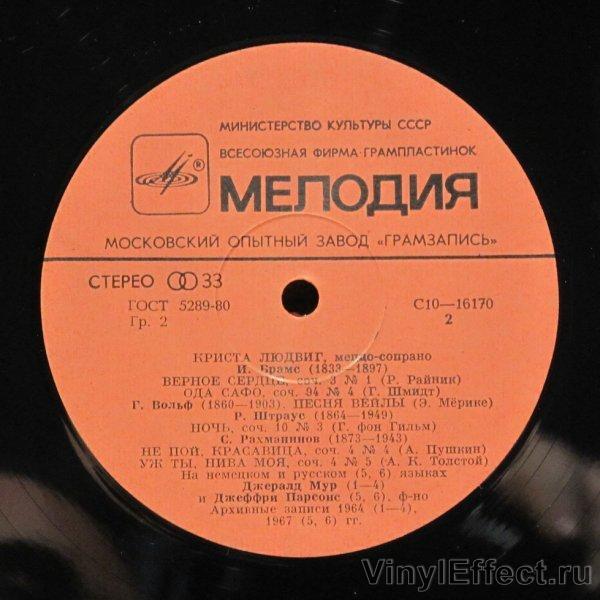 МИНИСТЕРСТВО КУЛЬТУРЫ СССР
ВСЕСОЮЗНАЯ ФИРМА·ГРАМПЛАСТИНОК
®
МЕЛОДИЯ
МОСКОВСКИЙ ОПЫТНЫЙ ЗАВОД «ГРАМЗАПИСЬ»
СТЕРЕО 33
ГОСТ 5289-80
С10—16170
Гр. 2
2
КРИСТА ЛЮДВИГ, меццо-сопрано
И. Брамс (1833—1897)
ВЕРНОЕ СЕРДЦЕ, соч. 3 № 1 (Р. Райник)
ОДА САФО, соч. 94 № 4 (Г. Шмидт)
Г. Вольф (1860—1903). ПЕСНЯ ВЕЙЛЫ (Э. Мёрике)
Р. Штраус (1864—1949)
НОЧЬ, соч. 10 № 3 (Г. фон Гильм)
С. Рахманинов (1873—1943)
НЕ ПОЙ, КРАСАВИЦА, соч. 4 № 4 (А. Пушкин)
УЖ ТЫ, НИВА МОЯ, соч. 4 № 5 (А. К. Толстой)
На немецком и русском (5, 6) языках
Джеральд Мур (1—4)
и Джеффри Парсонс (5, 6), ф-но
Архивные записи 1964 (1—4),
1967 (5, 6) гг.
VinylEffect.ru